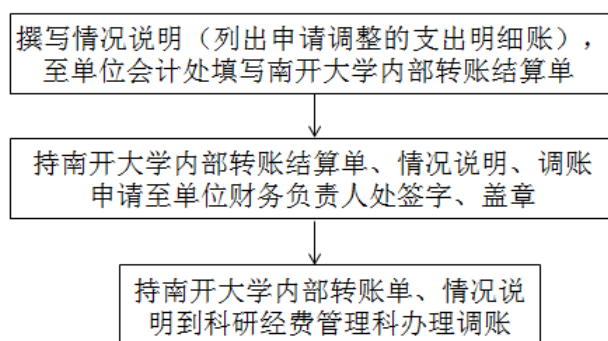 撰写情况说明（列出申请调整的支出明细账），
至单位会计处填写南开大学内部转账结算单
持南开大学内部转账结算单、情况说明、调账
申请至单位财务负责人处签字、盖章
持南开大学内部转账单、情况说
明到科研经费管理科办理调账